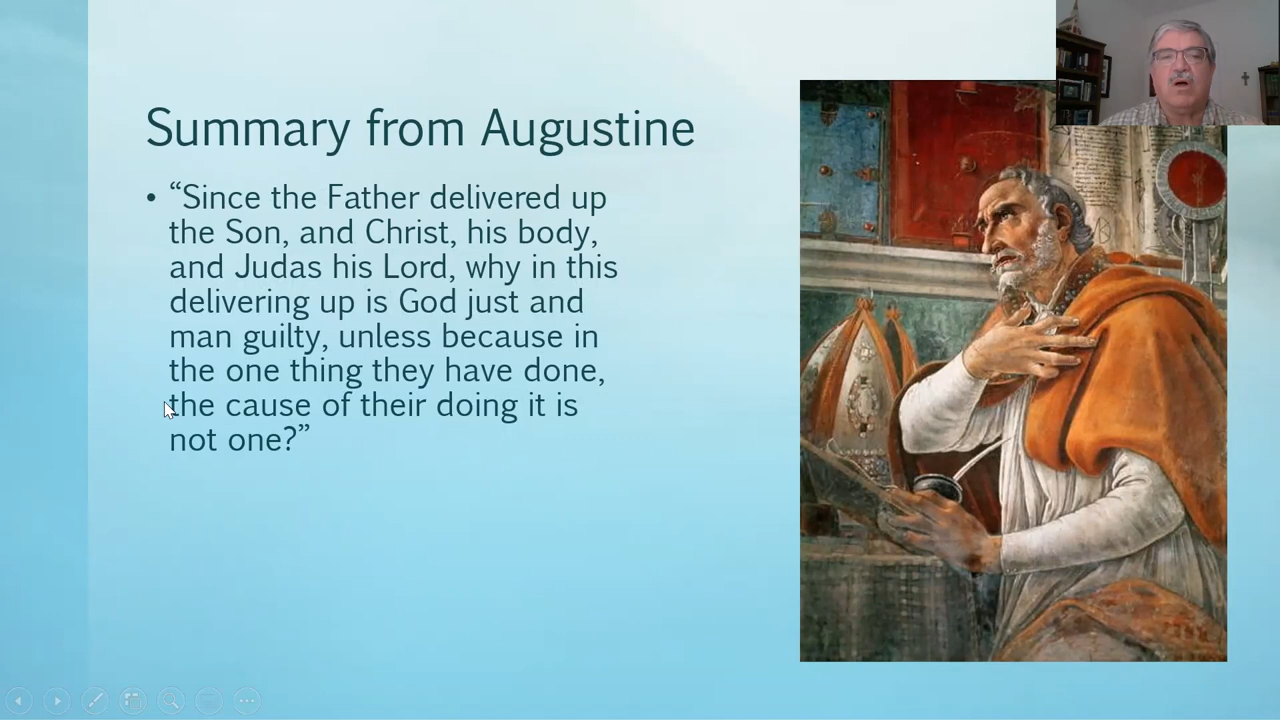 Summary from Augustine
• “Since the Father delivered up
the Son, and Christ, his body,
and Judas his Lord, why in this
delivering up is God just and
man guilty, unless because in
the one thing they have done,
the cause of their doing it is
not one?”